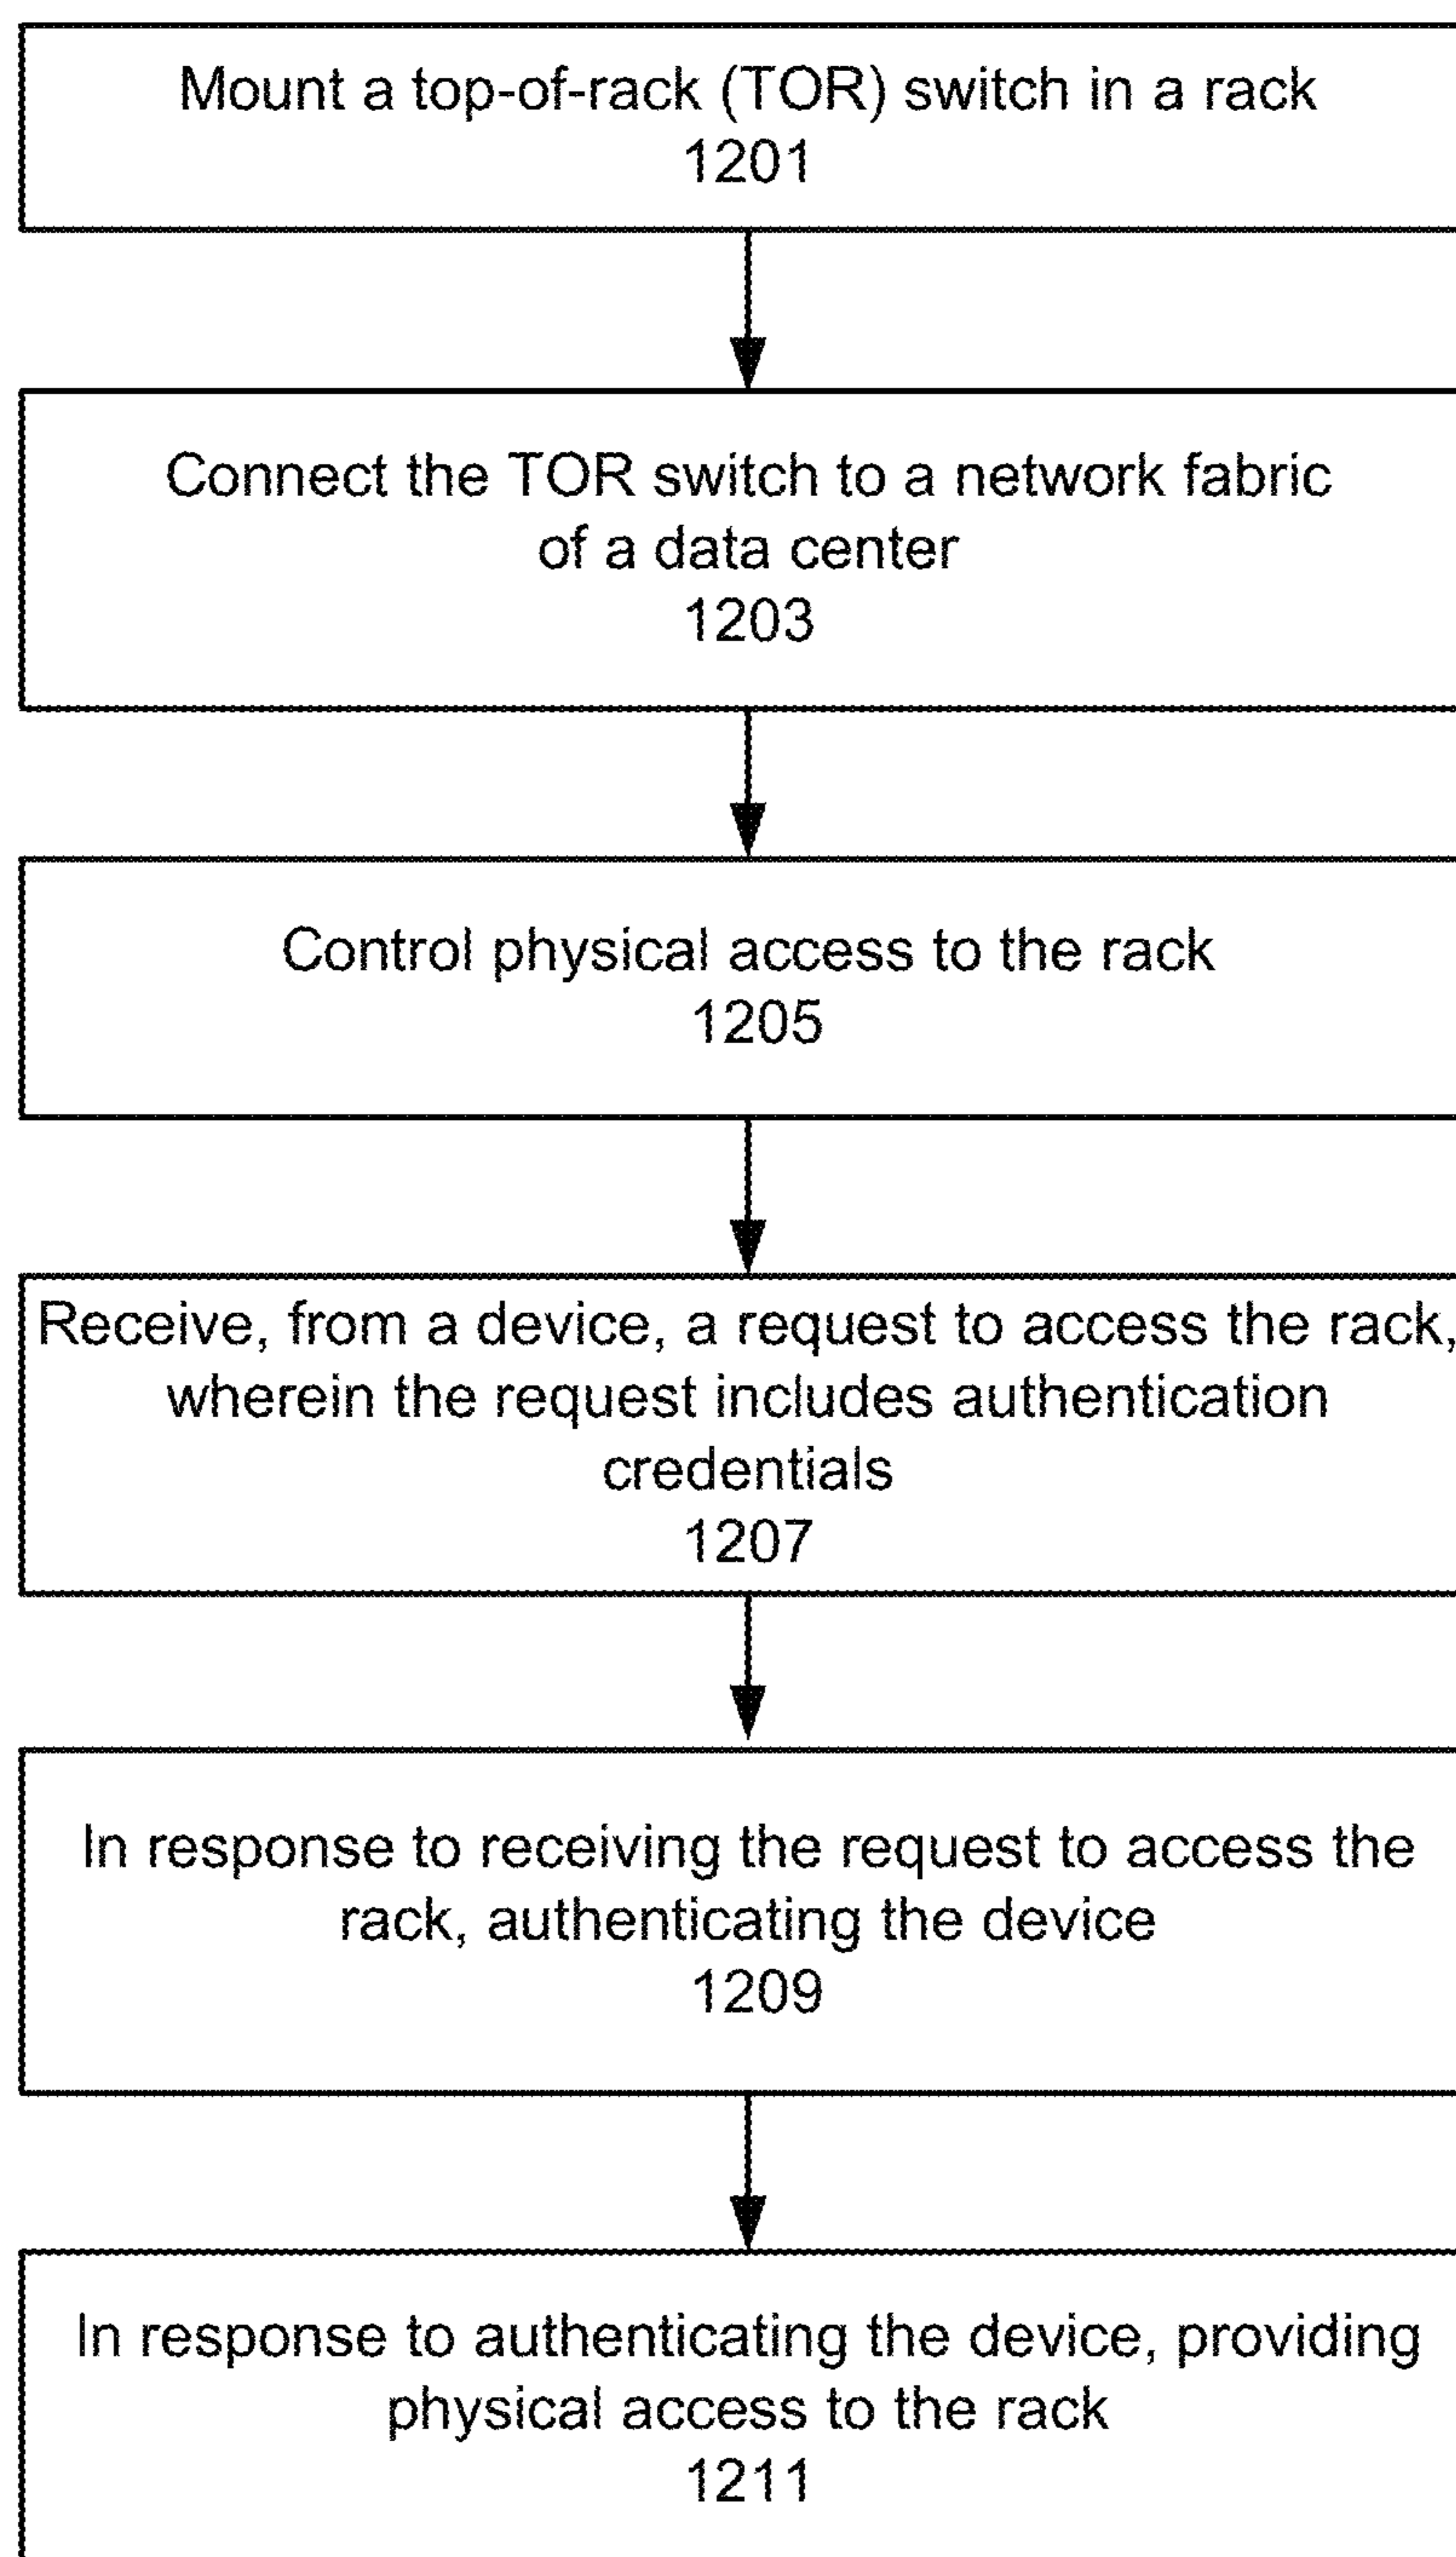 Mount a top-of-rack (TOR) switch in a rack
1201
Connect the TOR switch to a network fabric
of a data center
1203
Control physical access to the rack
1205
Receive, from a device, a request to access the rack,
wherein the request includes authentication
credentials
1207
In response to receiving the request to access the
rack, authenticating the device
1209
In response to authenticating the device, providing
physical access to the rack
1211